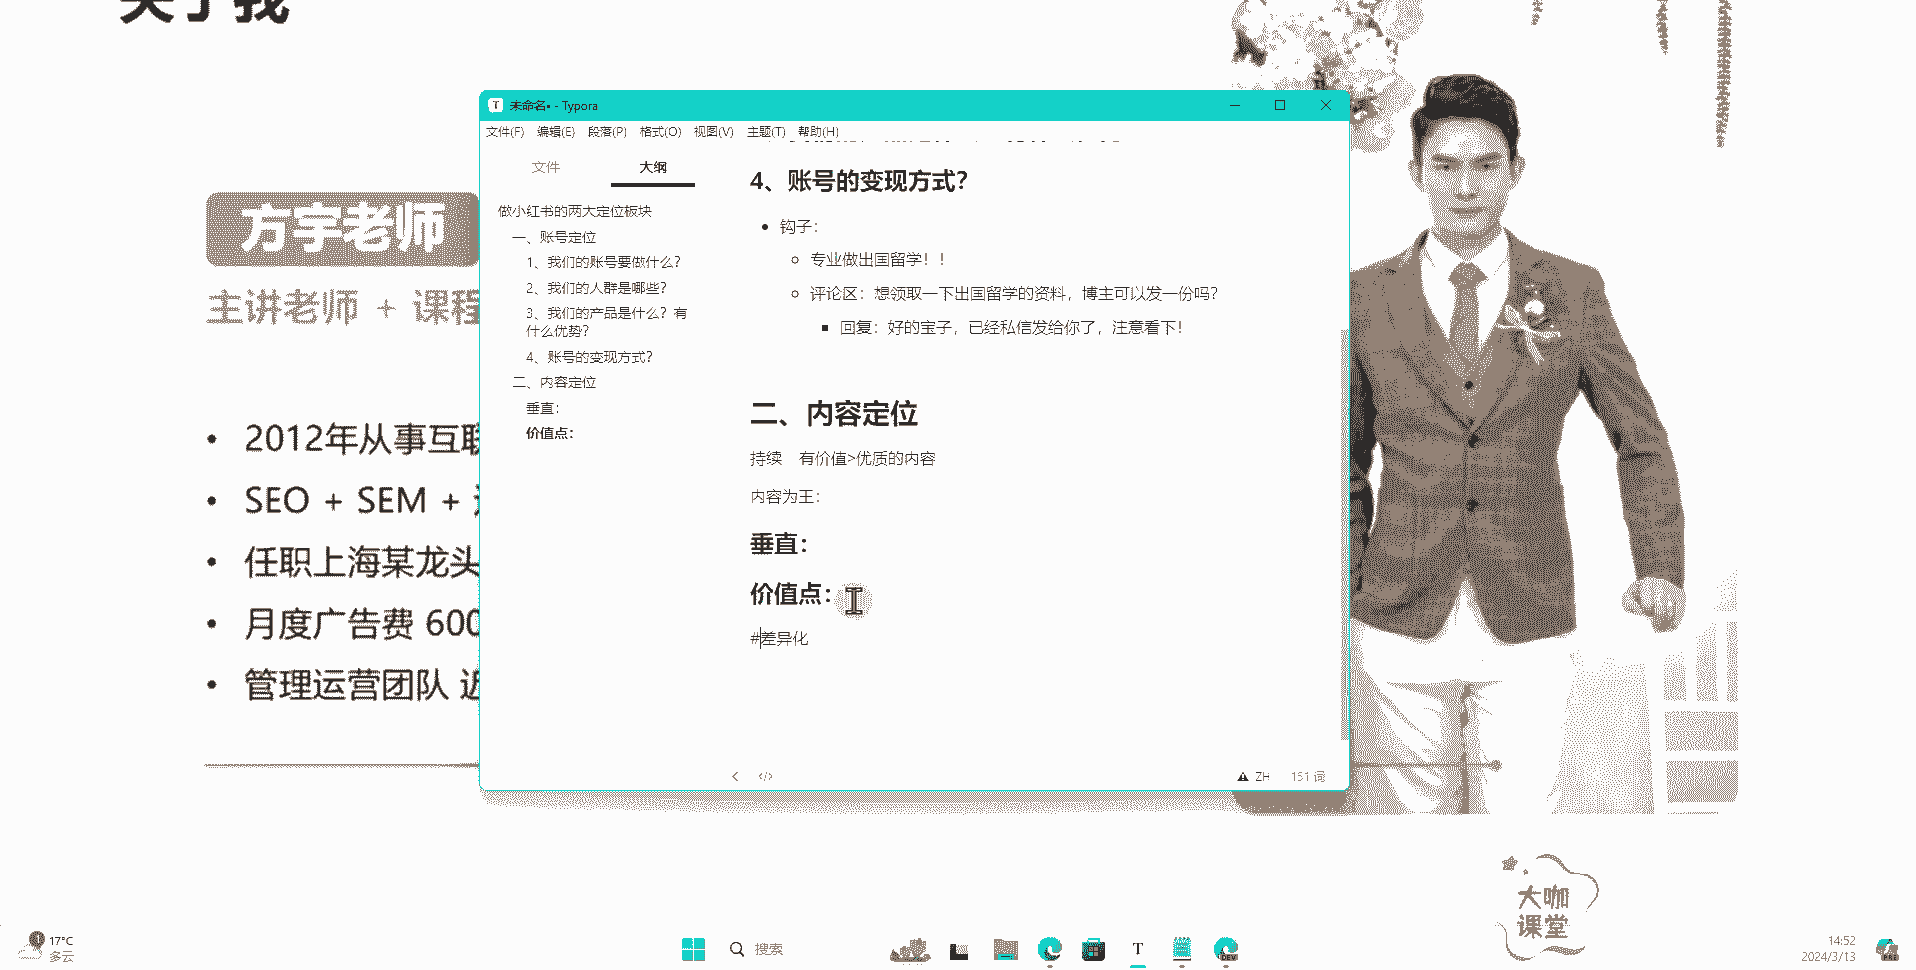 关于我
方宇老师
主讲老师 + 课程
2012年从事互联
SEO + SEM +
任职上海某龙头
月度广告费 600
管理运营团队 近
未命名• - Typora
文件(F) 编辑(E) 段落(P) 格式(O) 视图(V) 主题(T) 帮助(H)
文件 大纲
做小红书的两大定位板块
一、账号定位
1、我们的账号要做什么？
2、我们的人群是哪些？
3、我们的产品是什么？有
什么优势？
4、账号的变现方式？
二、内容定位
垂直：
价值点：
4、账号的变现方式？
钩子：
专业做出国留学！！
评论区：想领取一下出国留学的资料，博主可以发一份吗？
回复：好的宝子，已经私信发给你了，注意看下！
二、内容定位
持续 有价值>优质的内容
内容为王：
垂直：
价值点：
#差异化
ZH 151 词
大咖
课堂
17°C
多云
搜索
DEV
14:52
2024/3/13
PRE